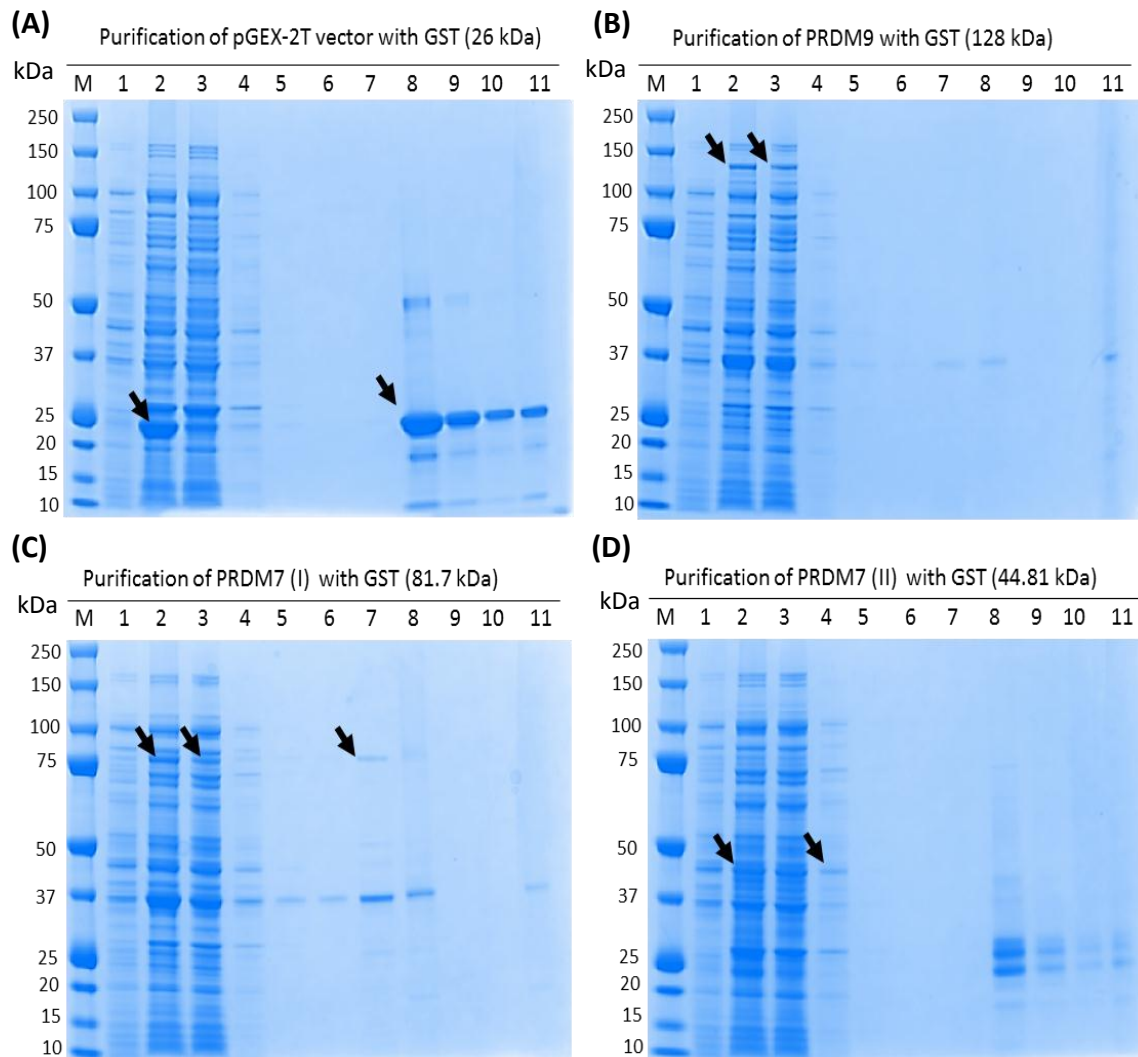 (A)
Purification of pGEX-2T vector with GST (26 kDa)
kDa
M 1 2 3 4 5 6 7 8 9 10 11
250
150
100
75
50
37
25
20
15
10
(B)
Purification of PRDM9 with GST (128 kDa)
kDa
M 1 2 3 4 5 6 7 8 9 10 11
250
150
100
75
50
37
25
20
15
10
(C)
Purification of PRDM7 (I) with GST (81.7 kDa)
kDa
M 1 2 3 4 5 6 7 8 9 10 11
250
150
100
75
50
37
25
20
15
10
(D)
Purification of PRDM7 (II) with GST (44.81 kDa)
kDa
M 1 2 3 4 5 6 7 8 9 10 11
250
150
100
75
50
37
25
20
15
10